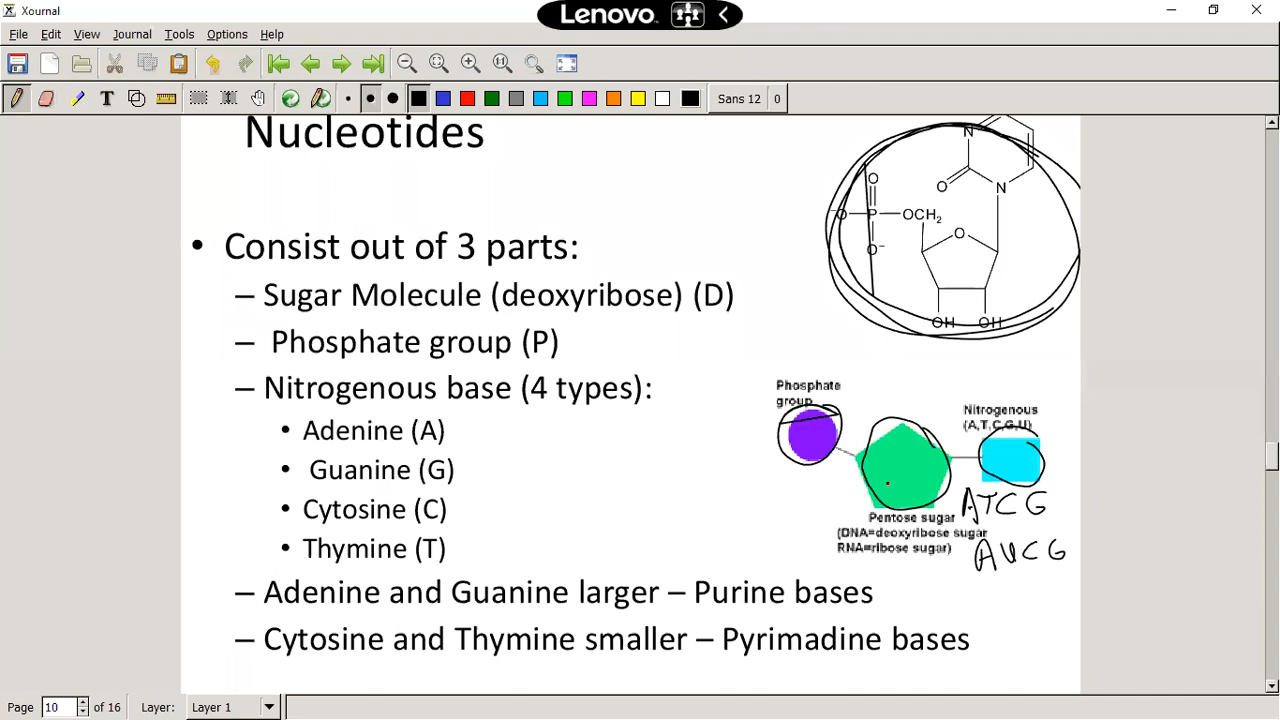 Xournal
Lenovo
File Edit View Journal Tools Options Help
Sans 12 0
Nucleotides
• Consist out of 3 parts:
– Sugar Molecule (deoxyribose) (D)
– Phosphate group (P)
– Nitrogenous base (4 types):
• Adenine (A)
• Guanine (G)
• Cytosine (C)
• Thymine (T)
– Adenine and Guanine larger – Purine bases
– Cytosine and Thymine smaller – Pyrimadine bases
N
O
N
O
O P OCH2
O
O⁻
OH OH
Phosphate
group
Nitrogenous
(A,T,C,G,U)
ATCG
Pentose sugar
(DNA=deoxyribose sugar
RNA=ribose sugar)
AUCG
Page 10 of 16 Layer: Layer 1